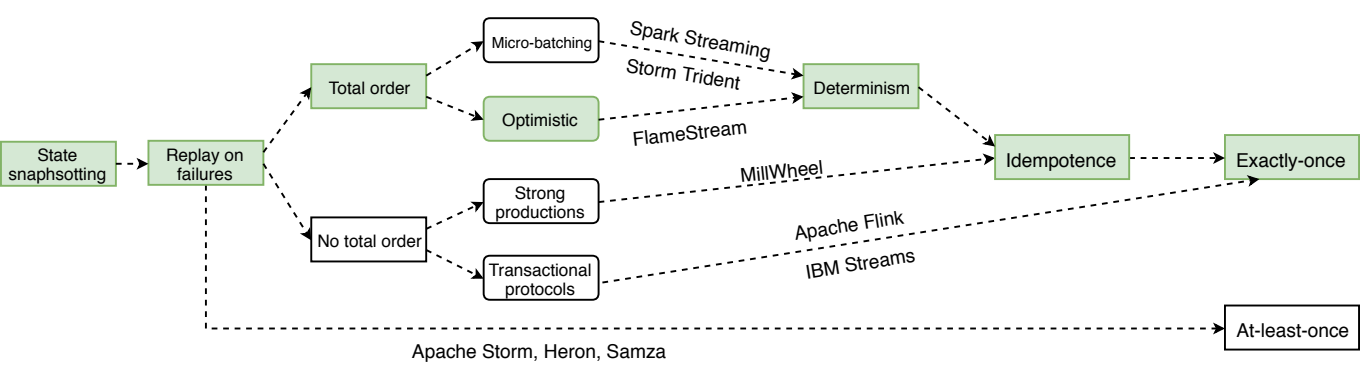 Micro-batching
Spark Streaming
Storm Trident
Total order
Determinism
Optimistic
FlameStream
State
snaphsotting
Replay on
failures
Idempotence
Exactly-once
MillWheel
Strong
productions
No total order
Apache Flink
IBM Streams
Transactional
protocols
At-least-once
Apache Storm, Heron, Samza